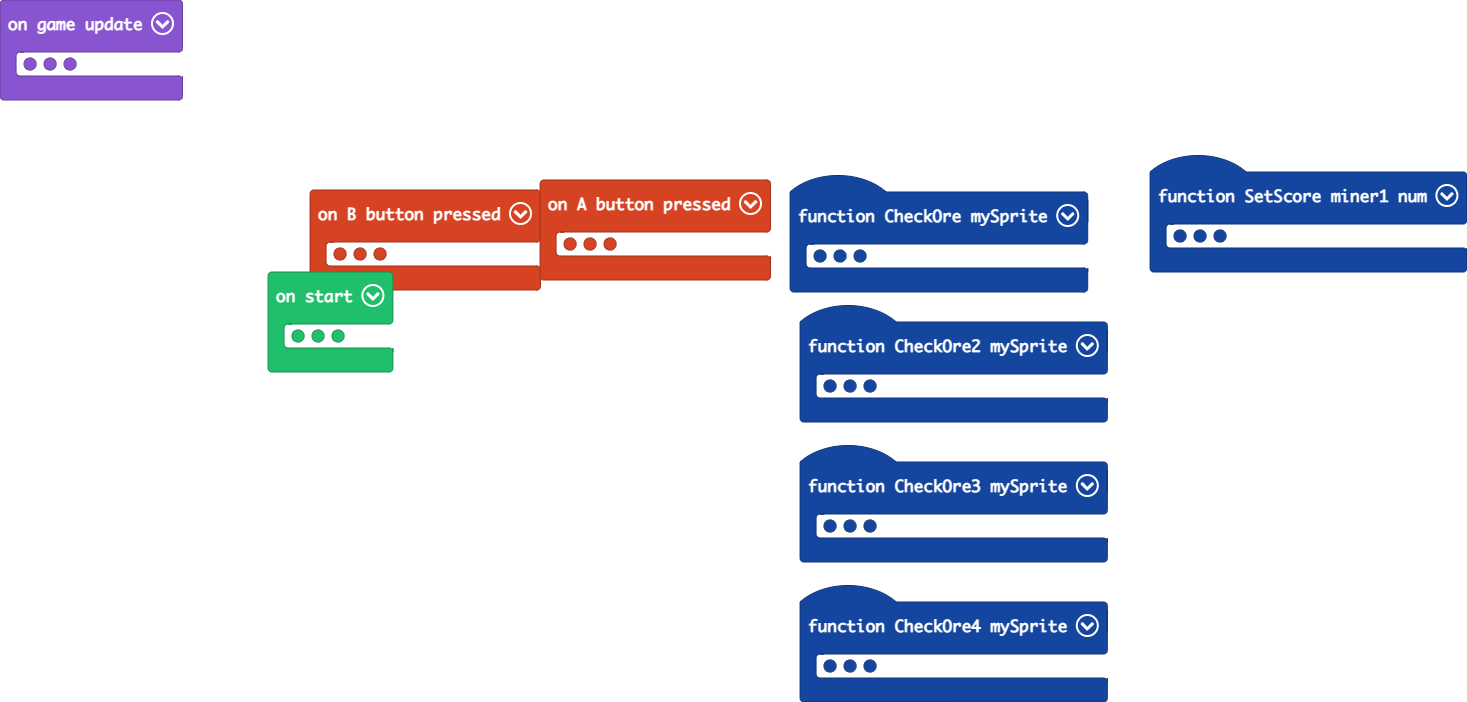 on game update
on B button pressed
on A button pressed
function CheckOre mySprite
function SetScore miner1 num
on start
function CheckOre2 mySprite
function CheckOre3 mySprite
function CheckOre4 mySprite